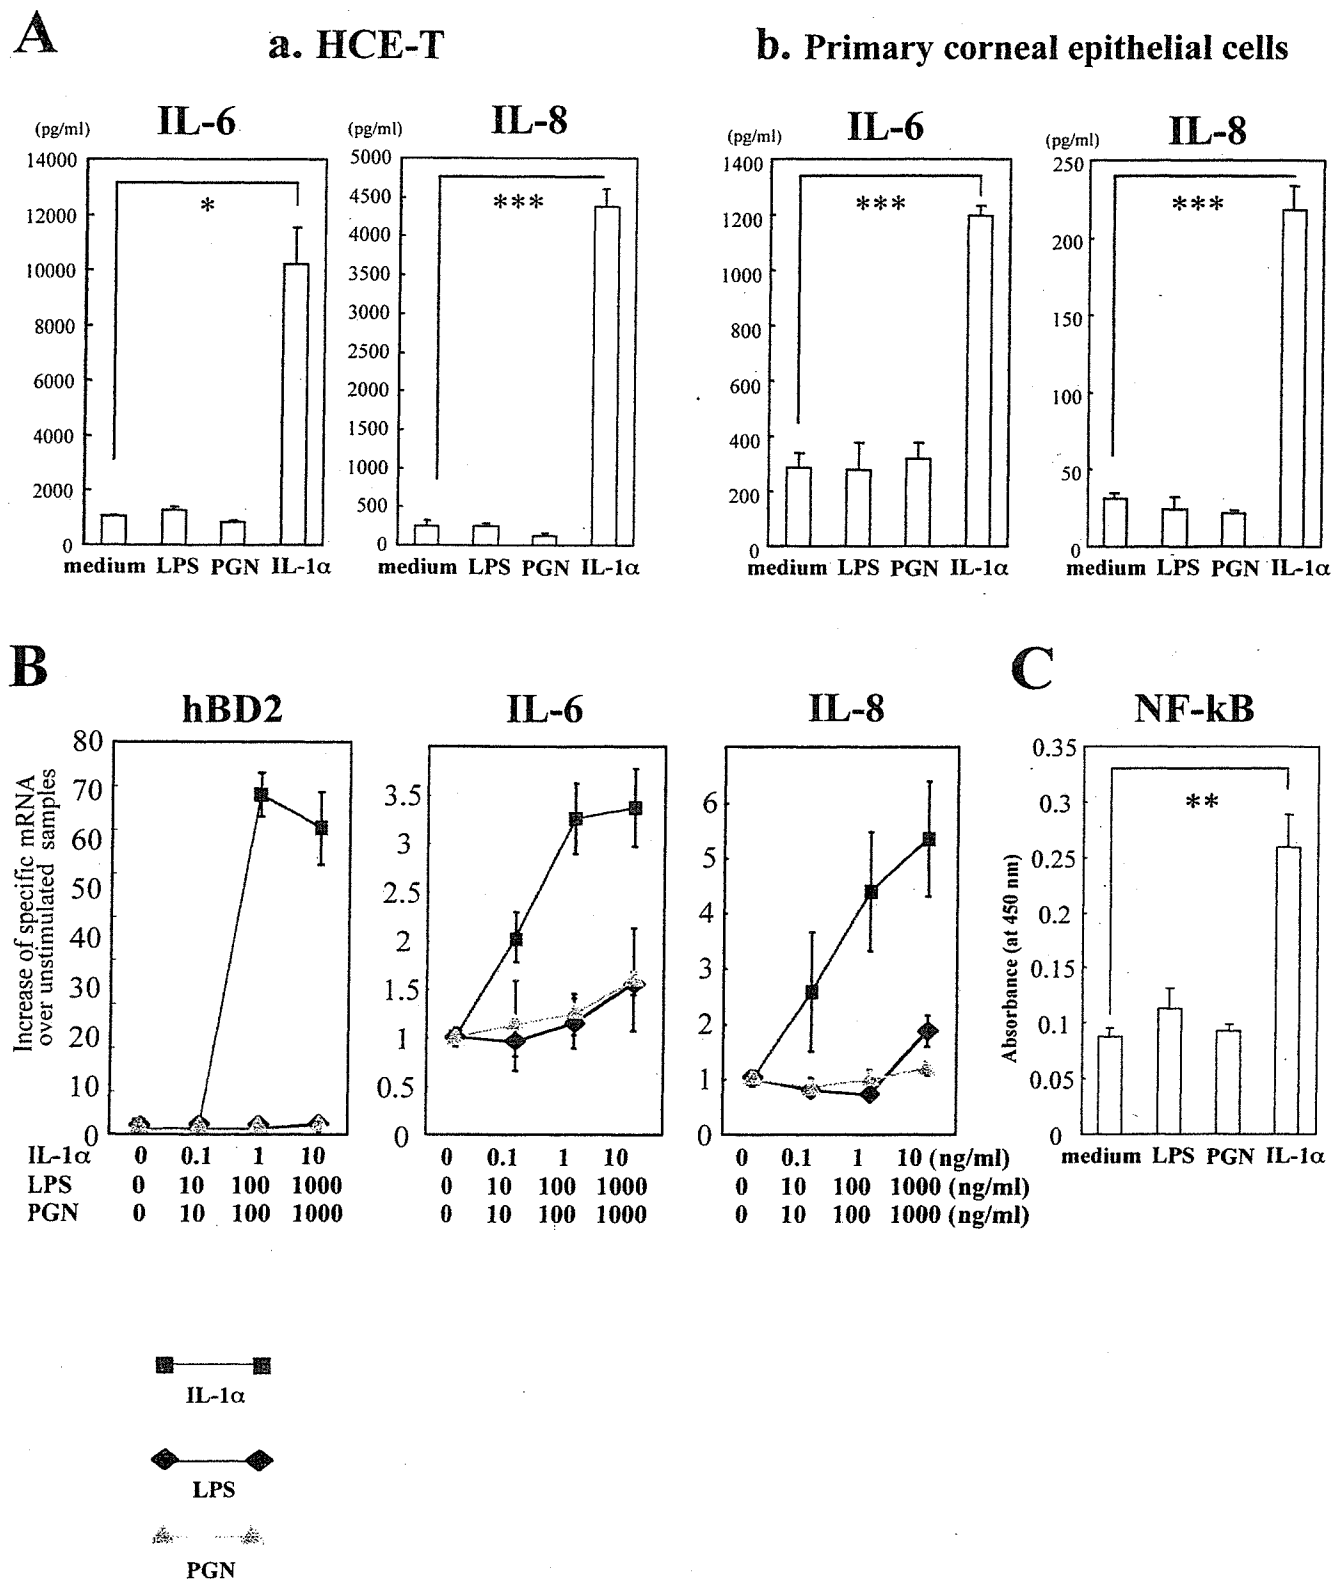 A
a. HCE-T
b. Primary corneal epithelial cells
IL-6
(pg/ml)
14000
12000
10000
8000
6000
4000
2000
0
*
medium LPS PGN IL-1α
IL-8
(pg/ml)
5000
4500
4000
3500
3000
2500
2000
1500
1000
500
0
***
medium LPS PGN IL-1α
IL-6
(pg/ml)
1400
1200
1000
800
600
400
200
0
***
medium LPS PGN IL-1α
IL-8
(pg/ml)
250
200
150
100
50
0
***
medium LPS PGN IL-1α
B
Increase of specific mRNA
over unstimulated samples
hBD2
80
70
60
50
40
30
20
10
0
IL-6
3.5
3
2.5
2
1.5
1
0.5
0
IL-8
6
5
4
3
2
1
0
IL-1α 0 0.1 1 10 0 0.1 1 10 0 0.1 1 10 (ng/ml)
LPS 0 10 100 1000 0 10 100 1000 0 10 100 1000 (ng/ml)
PGN 0 10 100 1000 0 10 100 1000 0 10 100 1000 (ng/ml)
C
NF-kB
Absorbance (at 450 nm)
0.35
0.3
0.25
0.2
0.15
0.1
0.05
0
**
medium LPS PGN IL-1α
IL-1α
LPS
PGN